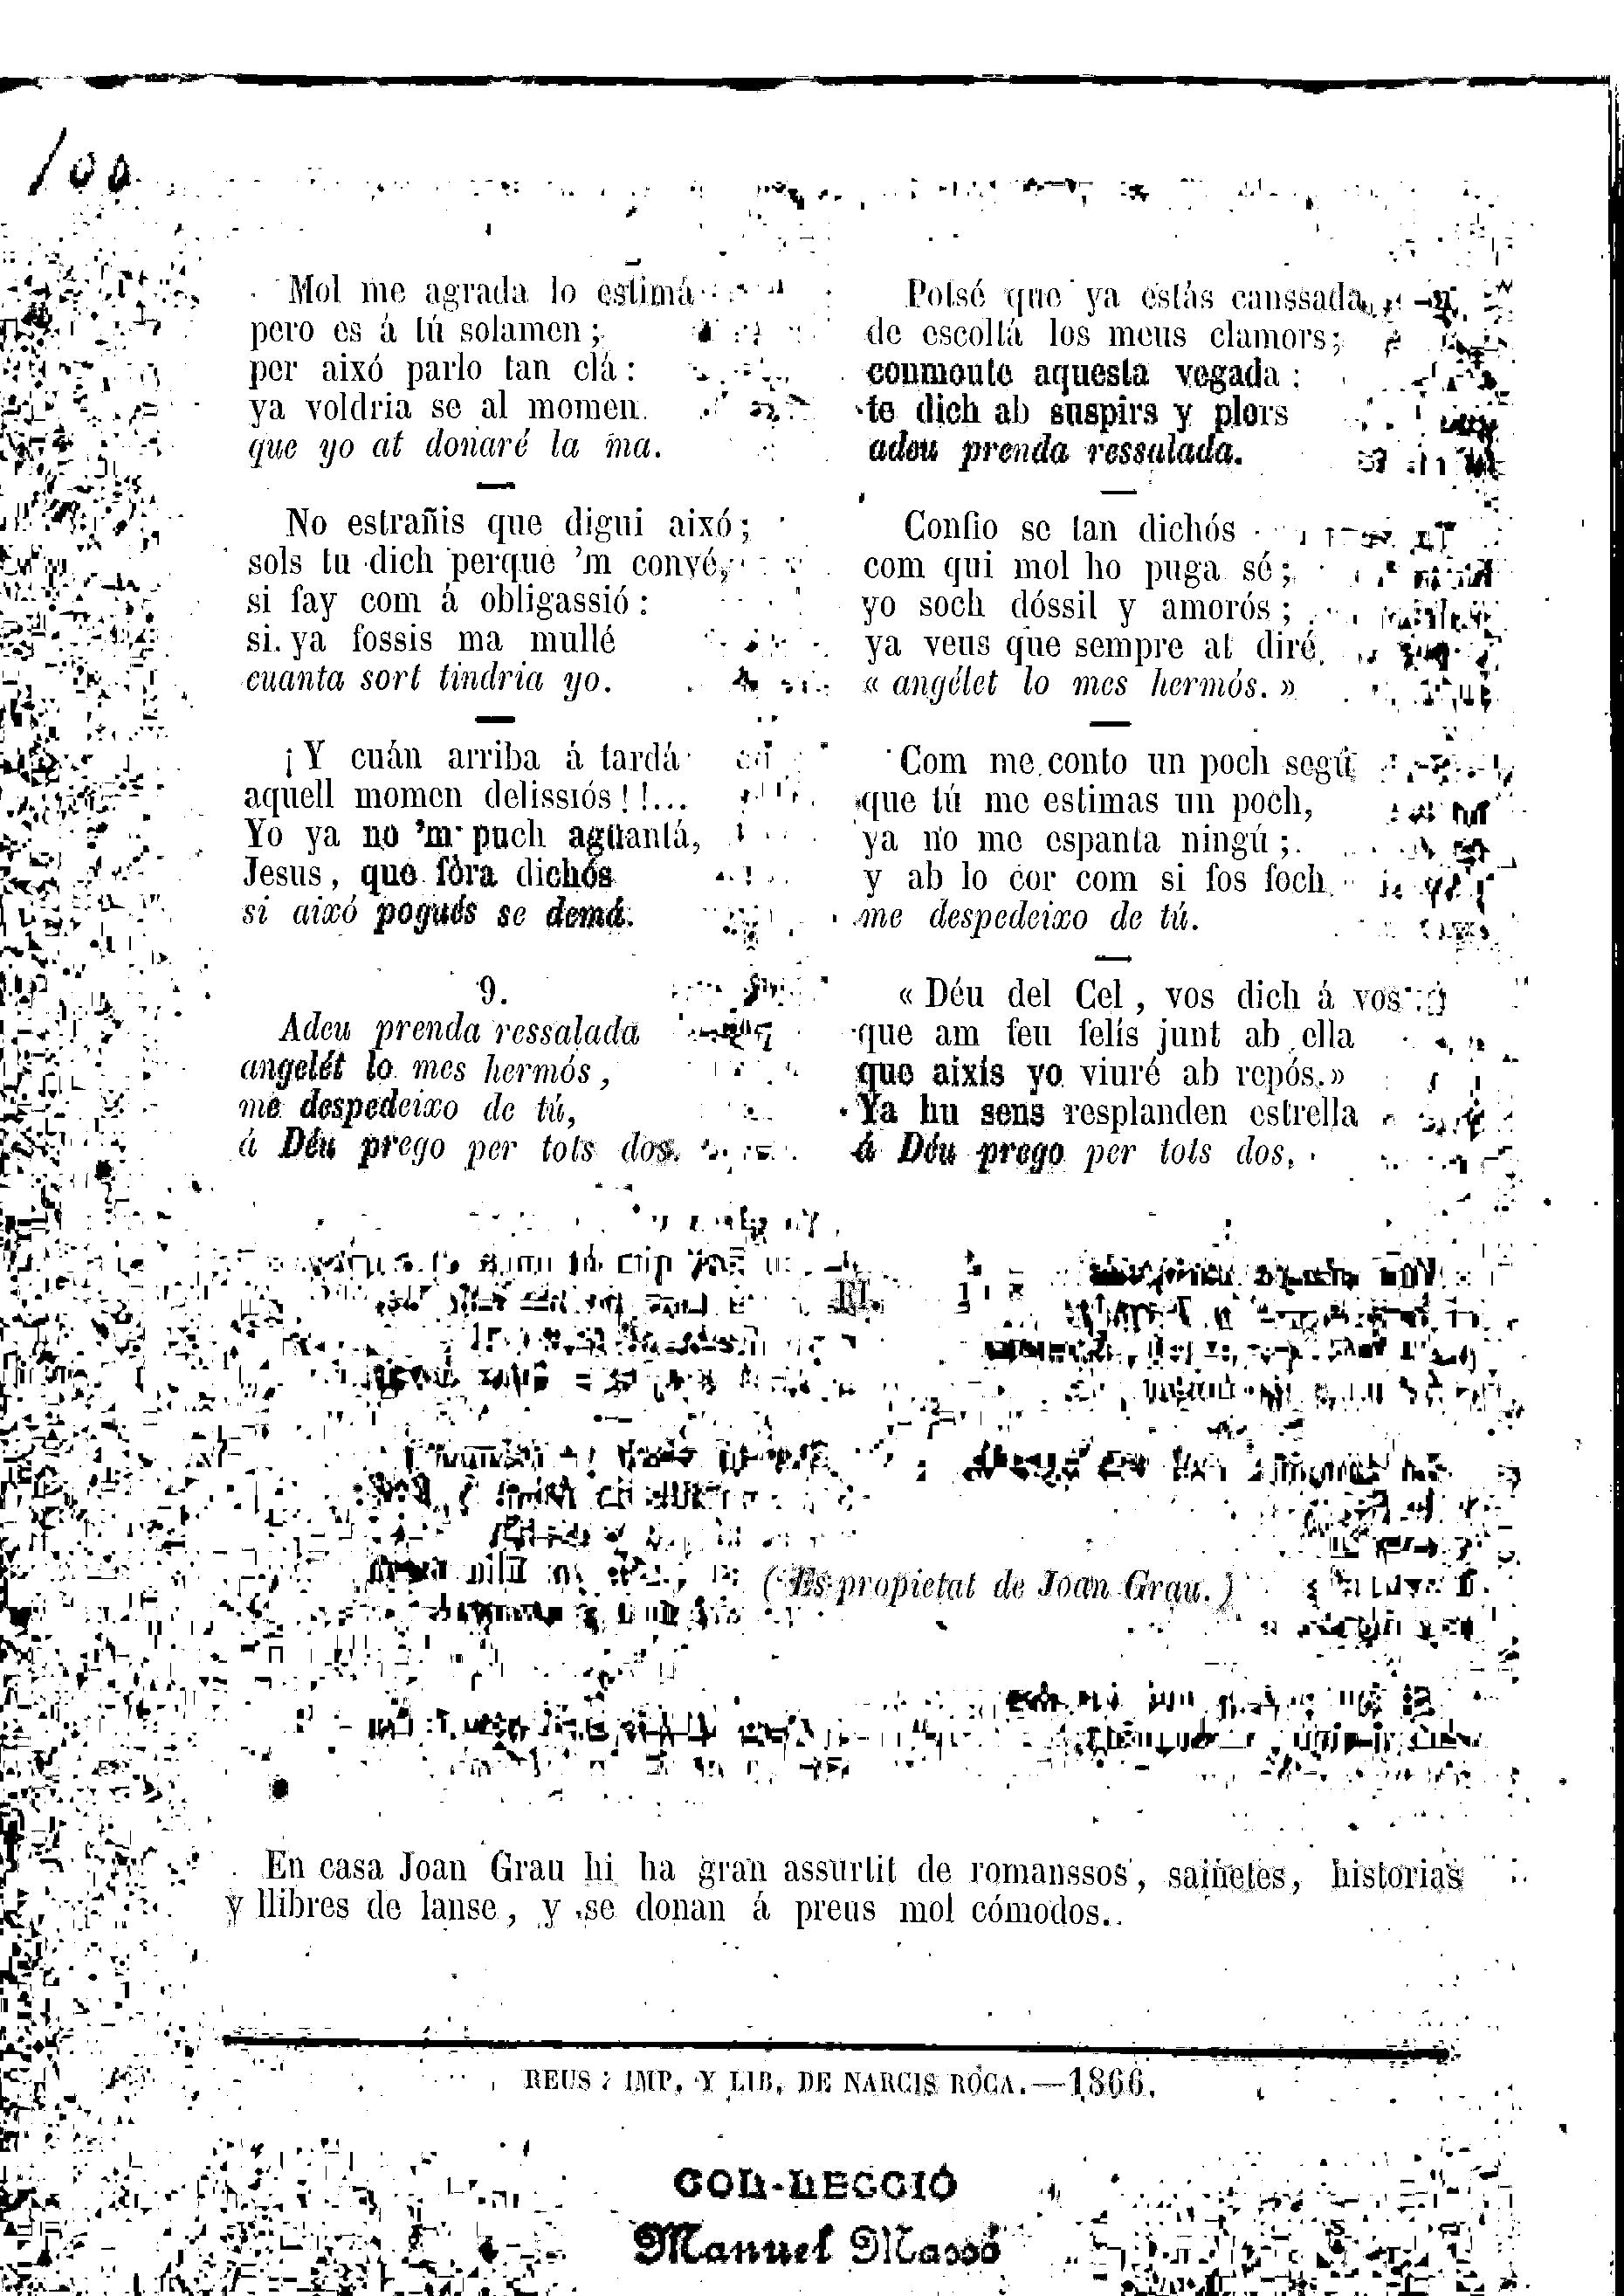 100
Mol me agrada lo estimá
pero es á tú solamen;
per aixó parlo tan clá:
ya voldria se al momen
que yo at donaré la ma.
No estrañis que digui aixó;
sols tu dich perque 'm convé,
si fay com á obligassió:
si ya fossis ma mullé
cuanta sort tindria yo.
¡Y cuán arriba á tardá
aquell momen delissiós!!...
Yo ya no 'm puch agüantá,
Jesus, que fòra dichós
si aixó pogués se demá.
9.
Adeu prenda ressalada
angelét lo mes hermós,
me despedeixo de tú,
á Déu prego per tots dos.
Potsé que ya estás canssada,
de escoltá los meus clamors;
conmoute aquesta vegada:
te dich ab suspirs y plors
adeu prenda ressalada.
Confio se tan dichós
com qui mol ho puga sé;
yo soch dóssil y amorós;
ya veus que sempre at diré
« angélet lo mes hermós. »
Com me conto un poch segú
que tú me estimas un poch,
ya no me espanta ningú;
y ab lo cor com si fos foch
me despedeixo de tú.
« Déu del Cel, vos dich á vos
que am feu felís junt ab ella
que aixis yo viuré ab repós.»
Ya hu sens resplanden estrella
á Déu prego per tots dos.
(Es propietat de Joan Grau.)
En casa Joan Grau hi ha gran assurtit de romanssos, saiñetes, historias
y llibres de lanse, y se donan á preus mol cómodos.
REUS: IMP. Y LIB. DE NARCIS ROCA.—1866.
COL·LECCIÓ
Manuel Massó